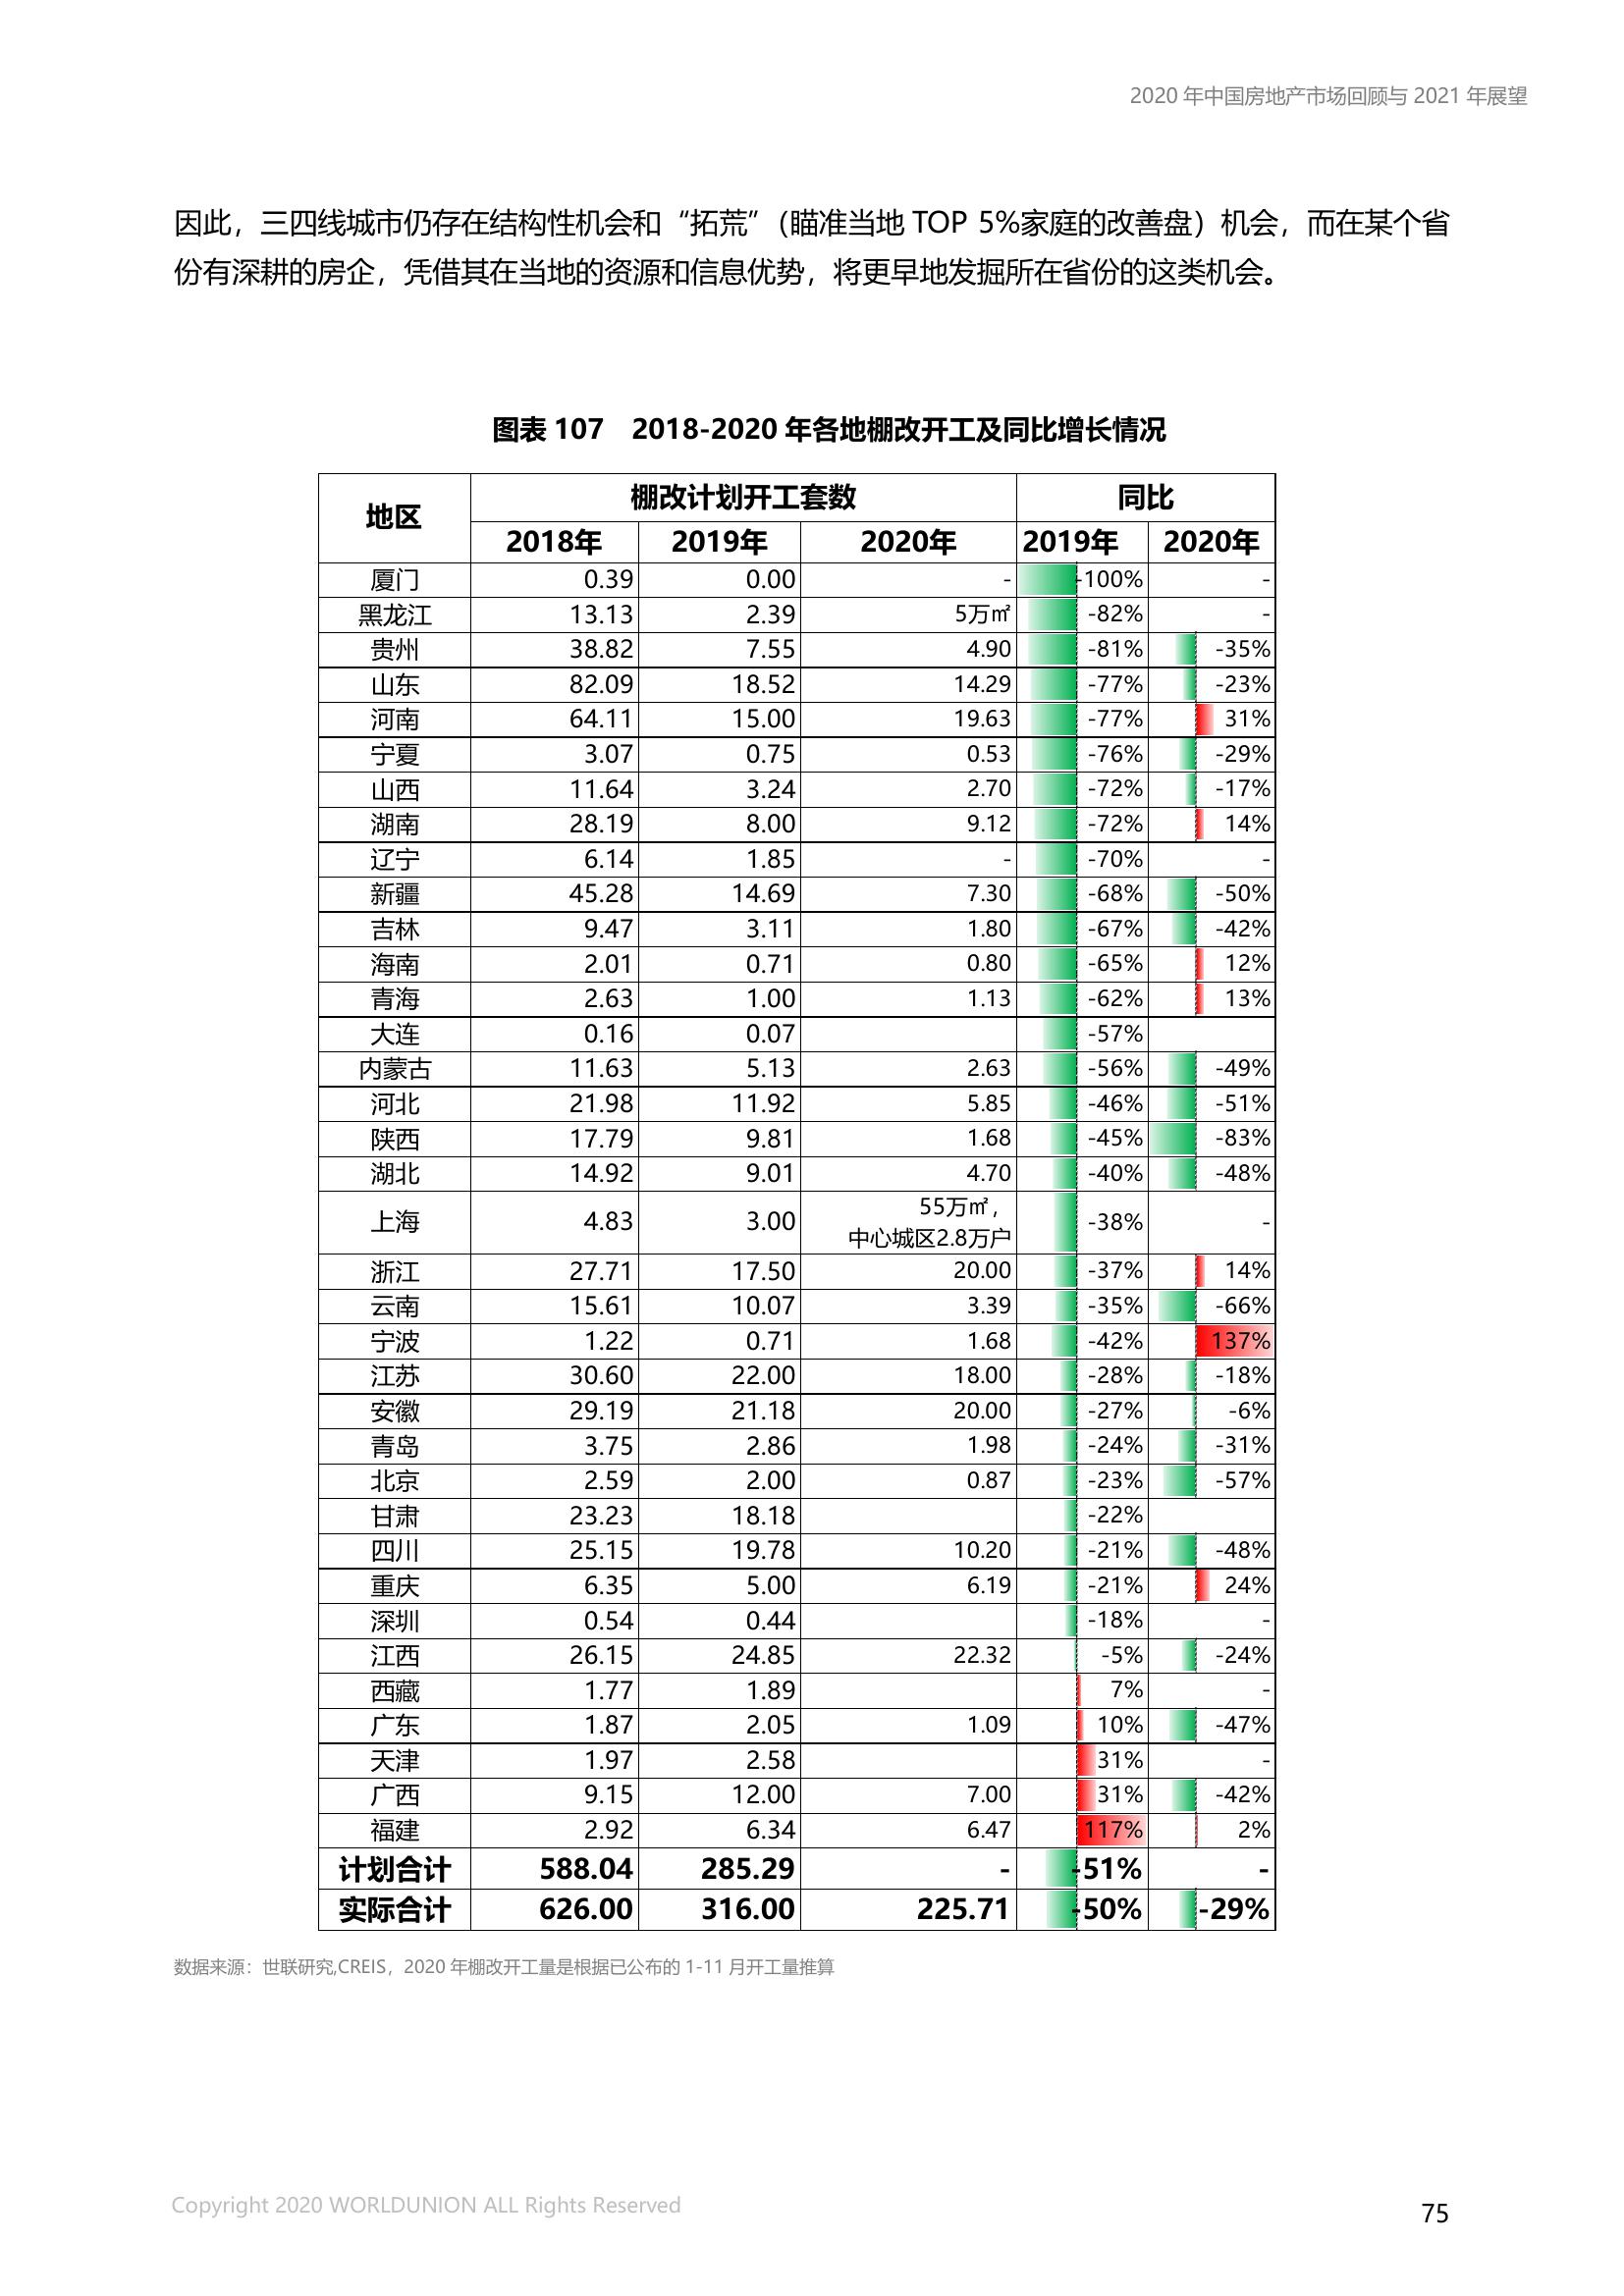 2020 年中国房地产市场回顾与 2021 年展望
因此，三四线城市仍存在结构性机会和“拓荒”（瞄准当地 TOP 5%家庭的改善盘）机会，而在某个省
份有深耕的房企，凭借其在当地的资源和信息优势，将更早地发掘所在省份的这类机会。
图表 107 2018-2020 年各地棚改开工及同比增长情况
地区 棚改计划开工套数 同比
2018年 2019年 2020年 2019年 2020年
厦门 0.39 0.00 - -100% -
黑龙江 13.13 2.39 5万㎡ -82% -
贵州 38.82 7.55 4.90 -81% -35%
山东 82.09 18.52 14.29 -77% -23%
河南 64.11 15.00 19.63 -77% 31%
宁夏 3.07 0.75 0.53 -76% -29%
山西 11.64 3.24 2.70 -72% -17%
湖南 28.19 8.00 9.12 -72% 14%
辽宁 6.14 1.85 - -70% -
新疆 45.28 14.69 7.30 -68% -50%
吉林 9.47 3.11 1.80 -67% -42%
海南 2.01 0.71 0.80 -65% 12%
青海 2.63 1.00 1.13 -62% 13%
大连 0.16 0.07 -57%
内蒙古 11.63 5.13 2.63 -56% -49%
河北 21.98 11.92 5.85 -46% -51%
陕西 17.79 9.81 1.68 -45% -83%
湖北 14.92 9.01 4.70 -40% -48%
上海 4.83 3.00 55万㎡， -38% -
中心城区2.8万户
浙江 27.71 17.50 20.00 -37% 14%
云南 15.61 10.07 3.39 -35% -66%
宁波 1.22 0.71 1.68 -42% 137%
江苏 30.60 22.00 18.00 -28% -18%
安徽 29.19 21.18 20.00 -27% -6%
青岛 3.75 2.86 1.98 -24% -31%
北京 2.59 2.00 0.87 -23% -57%
甘肃 23.23 18.18 -22%
四川 25.15 19.78 10.20 -21% -48%
重庆 6.35 5.00 6.19 -21% 24%
深圳 0.54 0.44 -18% -
江西 26.15 24.85 22.32 -5% -24%
西藏 1.77 1.89 7% -
广东 1.87 2.05 1.09 10% -47%
天津 1.97 2.58 31% -
广西 9.15 12.00 7.00 31% -42%
福建 2.92 6.34 6.47 117% 2%
计划合计 588.04 285.29 - -51% -
实际合计 626.00 316.00 225.71 -50% -29%
数据来源：世联研究,CREIS，2020 年棚改开工量是根据已公布的 1-11 月开工量推算
Copyright 2020 WORLDUNION ALL Rights Reserved
75